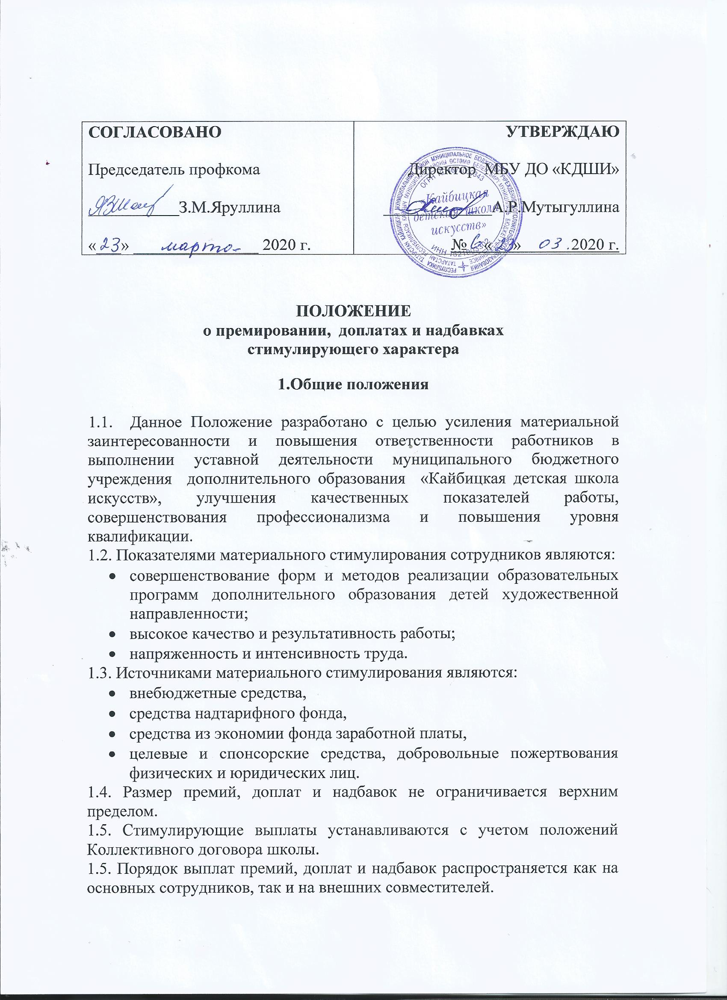 СОГЛАСОВАНО
Председатель профкома
З.М.Яруллина
«23» марта 2020 г.
УТВЕРЖДАЮ
Директор МБУ ДО «КДШИ»
А.Р.Мутыгуллина
№ 6 «23» 03.2020 г.
«Кайбицкая
детская школа
искусств»
ПОЛОЖЕНИЕ
о премировании, доплатах и надбавках
стимулирующего характера
1.Общие положения
1.1. Данное Положение разработано с целью усиления материальной
заинтересованности и повышения ответственности работников в
выполнении уставной деятельности муниципального бюджетного
учреждения дополнительного образования «Кайбицкая детская школа
искусств», улучшения качественных показателей работы,
совершенствования профессионализма и повышения уровня
квалификации.
1.2. Показателями материального стимулирования сотрудников являются:
• совершенствование форм и методов реализации образовательных
программ дополнительного образования детей художественной
направленности;
• высокое качество и результативность работы;
• напряженность и интенсивность труда.
1.3. Источниками материального стимулирования являются:
• внебюджетные средства,
• средства надтарифного фонда,
• средства из экономии фонда заработной платы,
• целевые и спонсорские средства, добровольные пожертвования
физических и юридических лиц.
1.4. Размер премий, доплат и надбавок не ограничивается верхним
пределом.
1.5. Стимулирующие выплаты устанавливаются с учетом положений
Коллективного договора школы.
1.5. Порядок выплат премий, доплат и надбавок распространяется как на
основных сотрудников, так и на внешних совместителей.